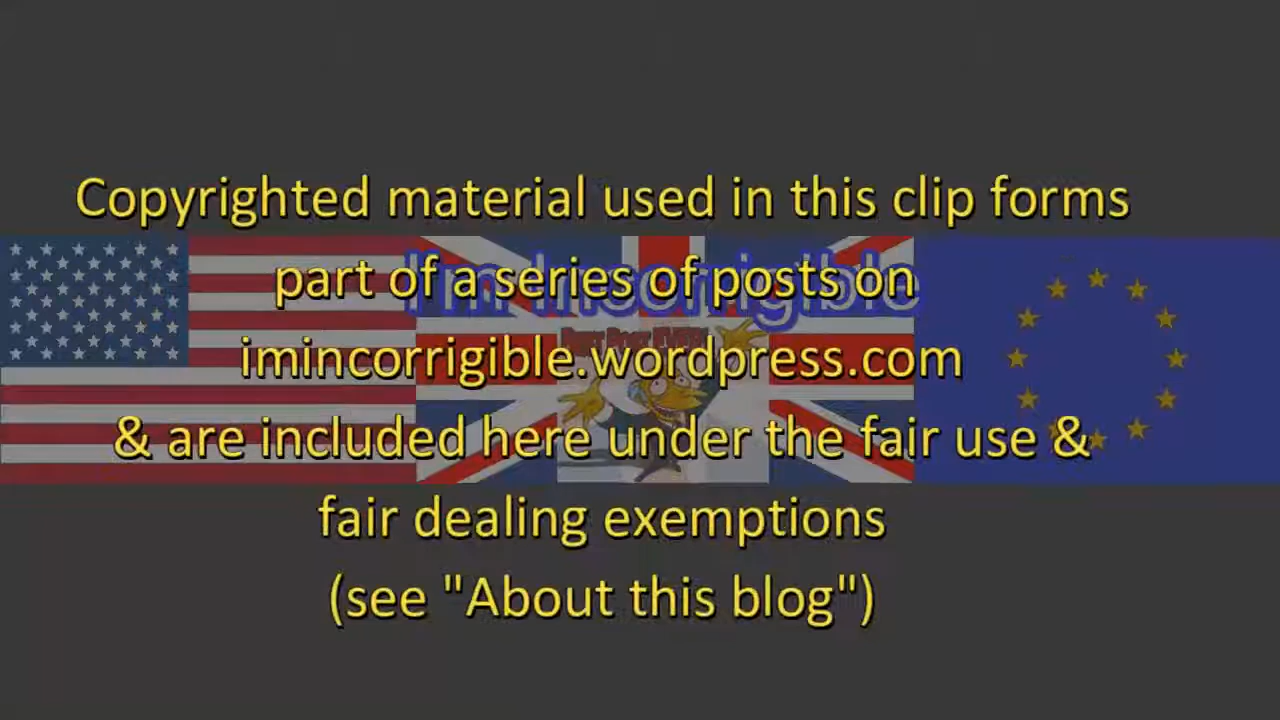 Copyrighted material used in this clip forms
part of a series of posts on
I'm Incorrigible
imincorrigible.wordpress.com
& are included here under the fair use &
fair dealing exemptions
(see "About this blog")